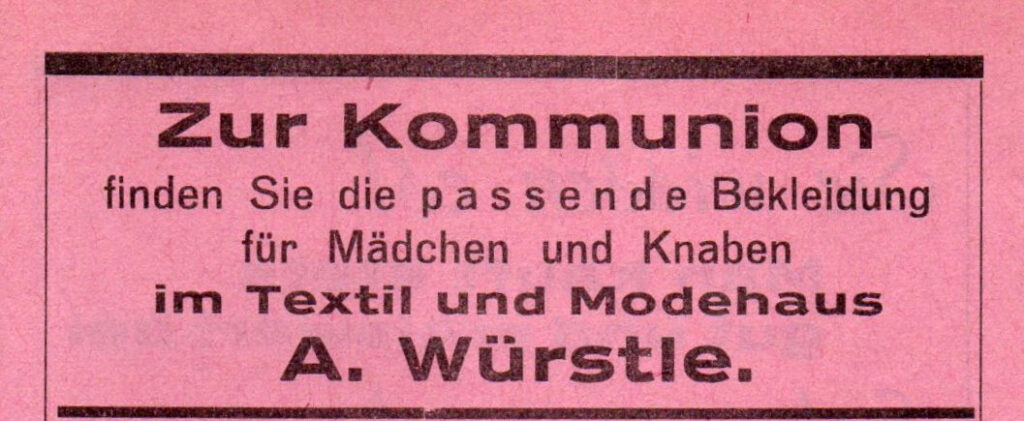 Zur Kommunion
finden Sie die passende Bekleidung
für Mädchen und Knaben
im Textil und Modehaus
A. Würstle.